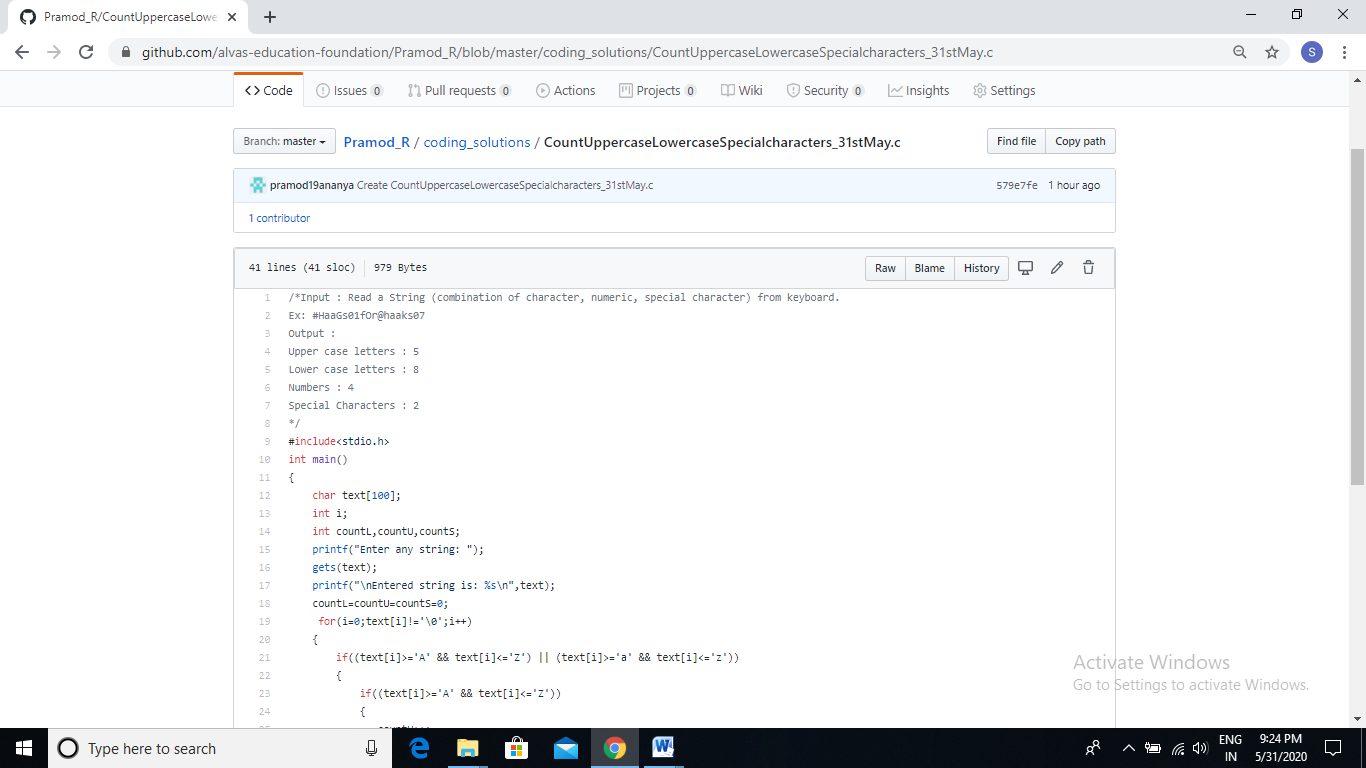 Pramod_R/CountUppercaseLowe
github.com/alvas-education-foundation/Pramod_R/blob/master/coding_solutions/CountUppercaseLowercaseSpecialcharacters_31stMay.c
S
<> Code Issues 0 Pull requests 0 Actions Projects 0 Wiki Security 0 Insights Settings
Branch: master Pramod_R / coding_solutions / CountUppercaseLowercaseSpecialcharacters_31stMay.c Find file Copy path
pramod19ananya Create CountUppercaseLowercaseSpecialcharacters_31stMay.c 579e7fe 1 hour ago
1 contributor
41 lines (41 sloc) 979 Bytes Raw Blame History
1 /*Input : Read a String (combination of character, numeric, special character) from keyboard.
2 Ex: #HaaGs01fOr@haaks07
3 Output :
4 Upper case letters : 5
5 Lower case letters : 8
6 Numbers : 4
7 Special Characters : 2
8 */
9 #include<stdio.h>
10 int main()
11 {
12 char text[100];
13 int i;
14 int countL,countU,countS;
15 printf("Enter any string: ");
16 gets(text);
17 printf("\nEntered string is: %s\n",text);
18 countL=countU=countS=0;
19 for(i=0;text[i]!='\0';i++)
20 {
21 if((text[i]>='A' && text[i]<='Z') || (text[i]>='a' && text[i]<='z'))
22 {
23 if((text[i]>='A' && text[i]<='Z'))
24 {
Activate Windows
Go to Settings to activate Windows.
Type here to search
ENG
IN
9:24 PM
5/31/2020